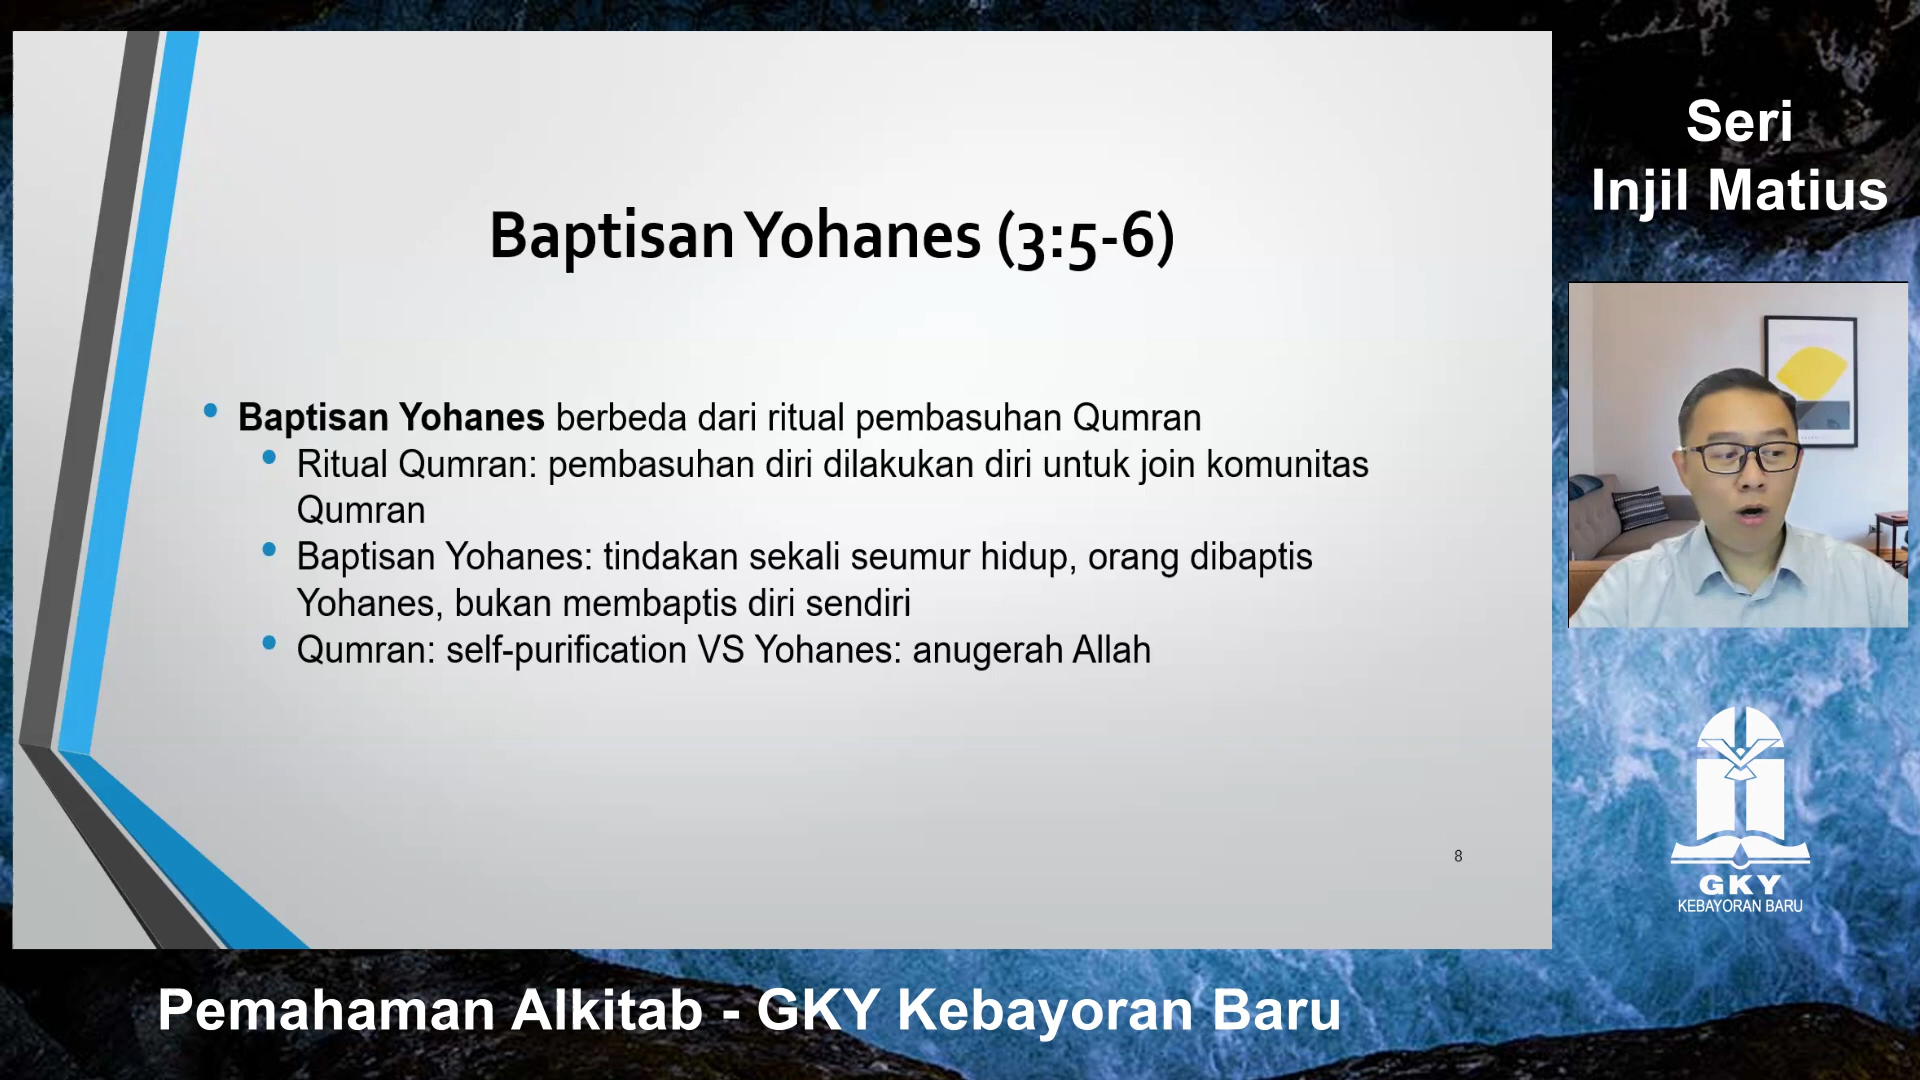 Baptisan Yohanes (3:5-6)
• Baptisan Yohanes berbeda dari ritual pembasuhan Qumran
• Ritual Qumran: pembasuhan diri dilakukan diri untuk join komunitas
Qumran
• Baptisan Yohanes: tindakan sekali seumur hidup, orang dibaptis
Yohanes, bukan membaptis diri sendiri
• Qumran: self-purification VS Yohanes: anugerah Allah
8
Seri
Injil Matius
GKY
KEBAYORAN BARU
Pemahaman Alkitab - GKY Kebayoran Baru